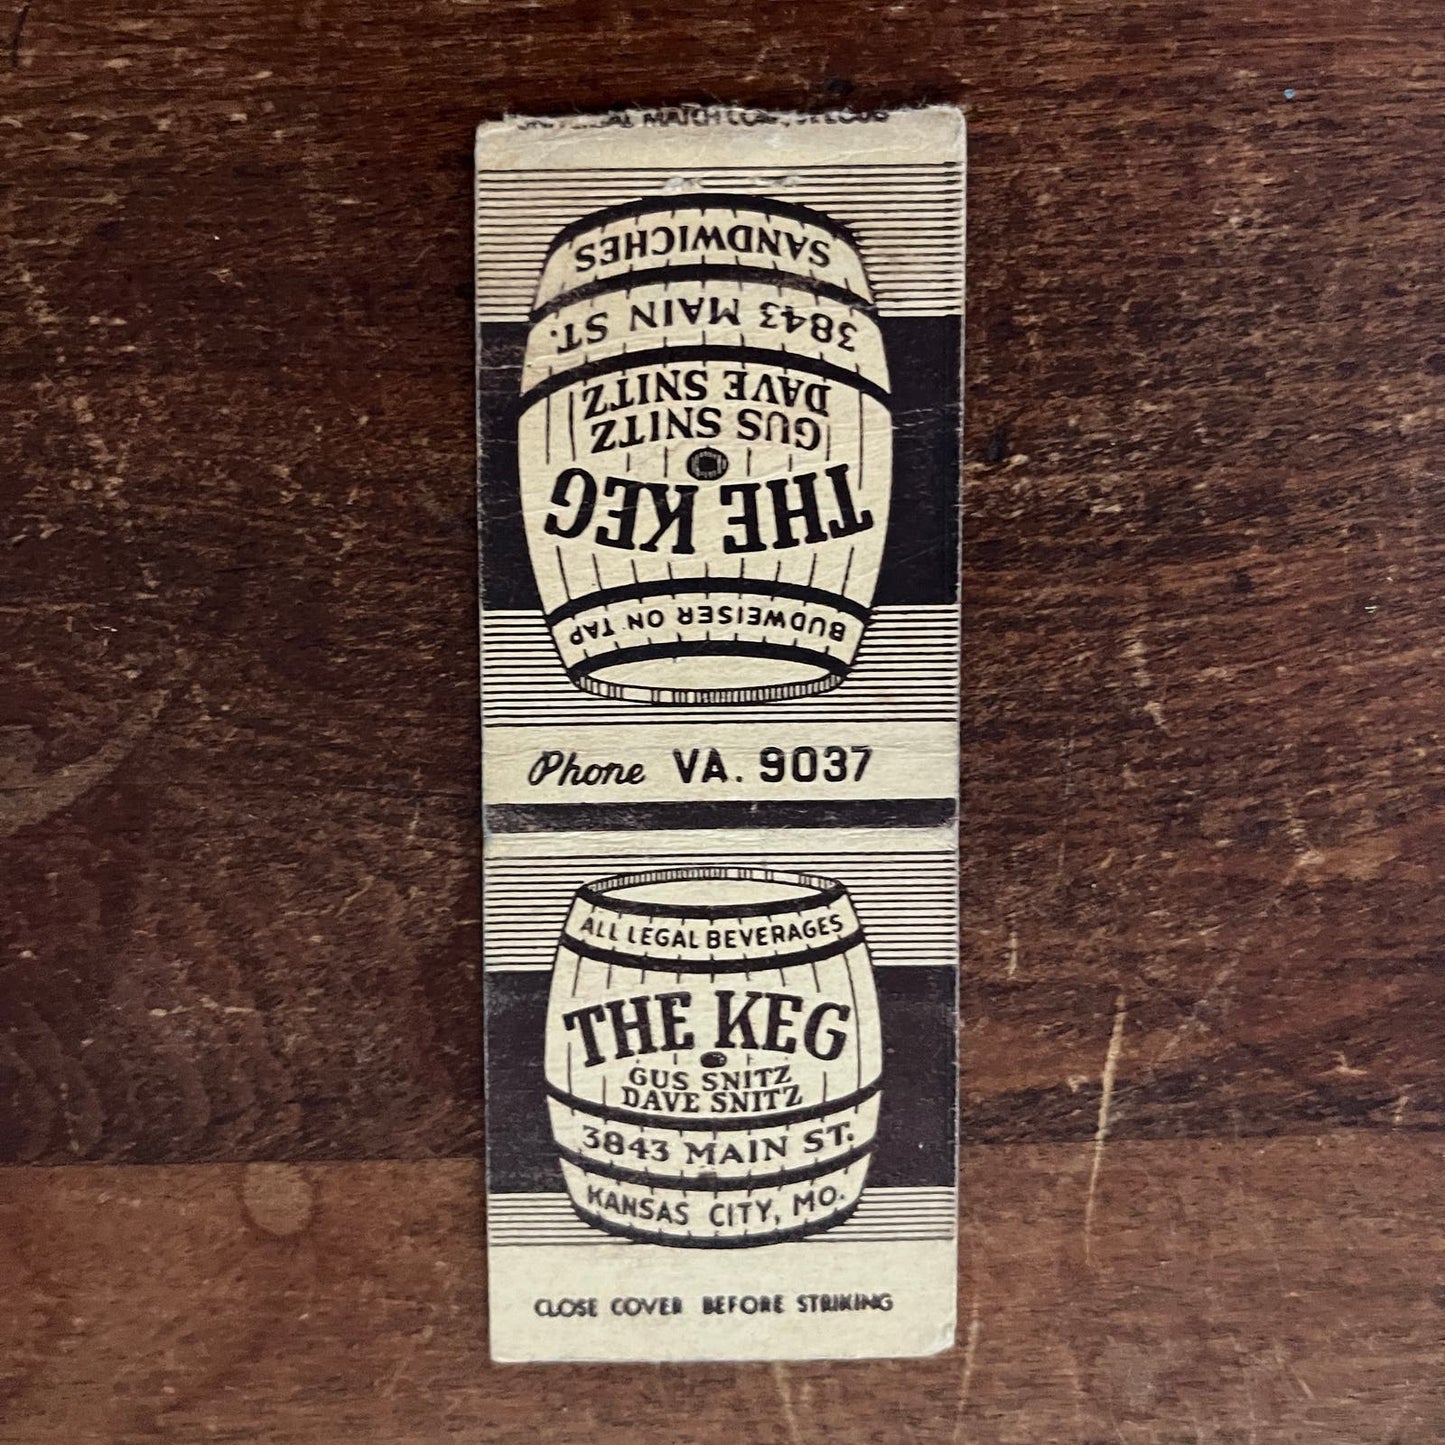 MATCH
SANDWICHES
3843 MAIN ST.
DAVE SNITZ
GUS SNITZ
THE KEG
BUDWEISER ON TAP
Phone VA. 9037
ALL LEGAL BEVERAGES
THE KEG
GUS SNITZ
DAVE SNITZ
3843 MAIN ST.
KANSAS CITY, MO.
CLOSE COVER BEFORE STRIKING